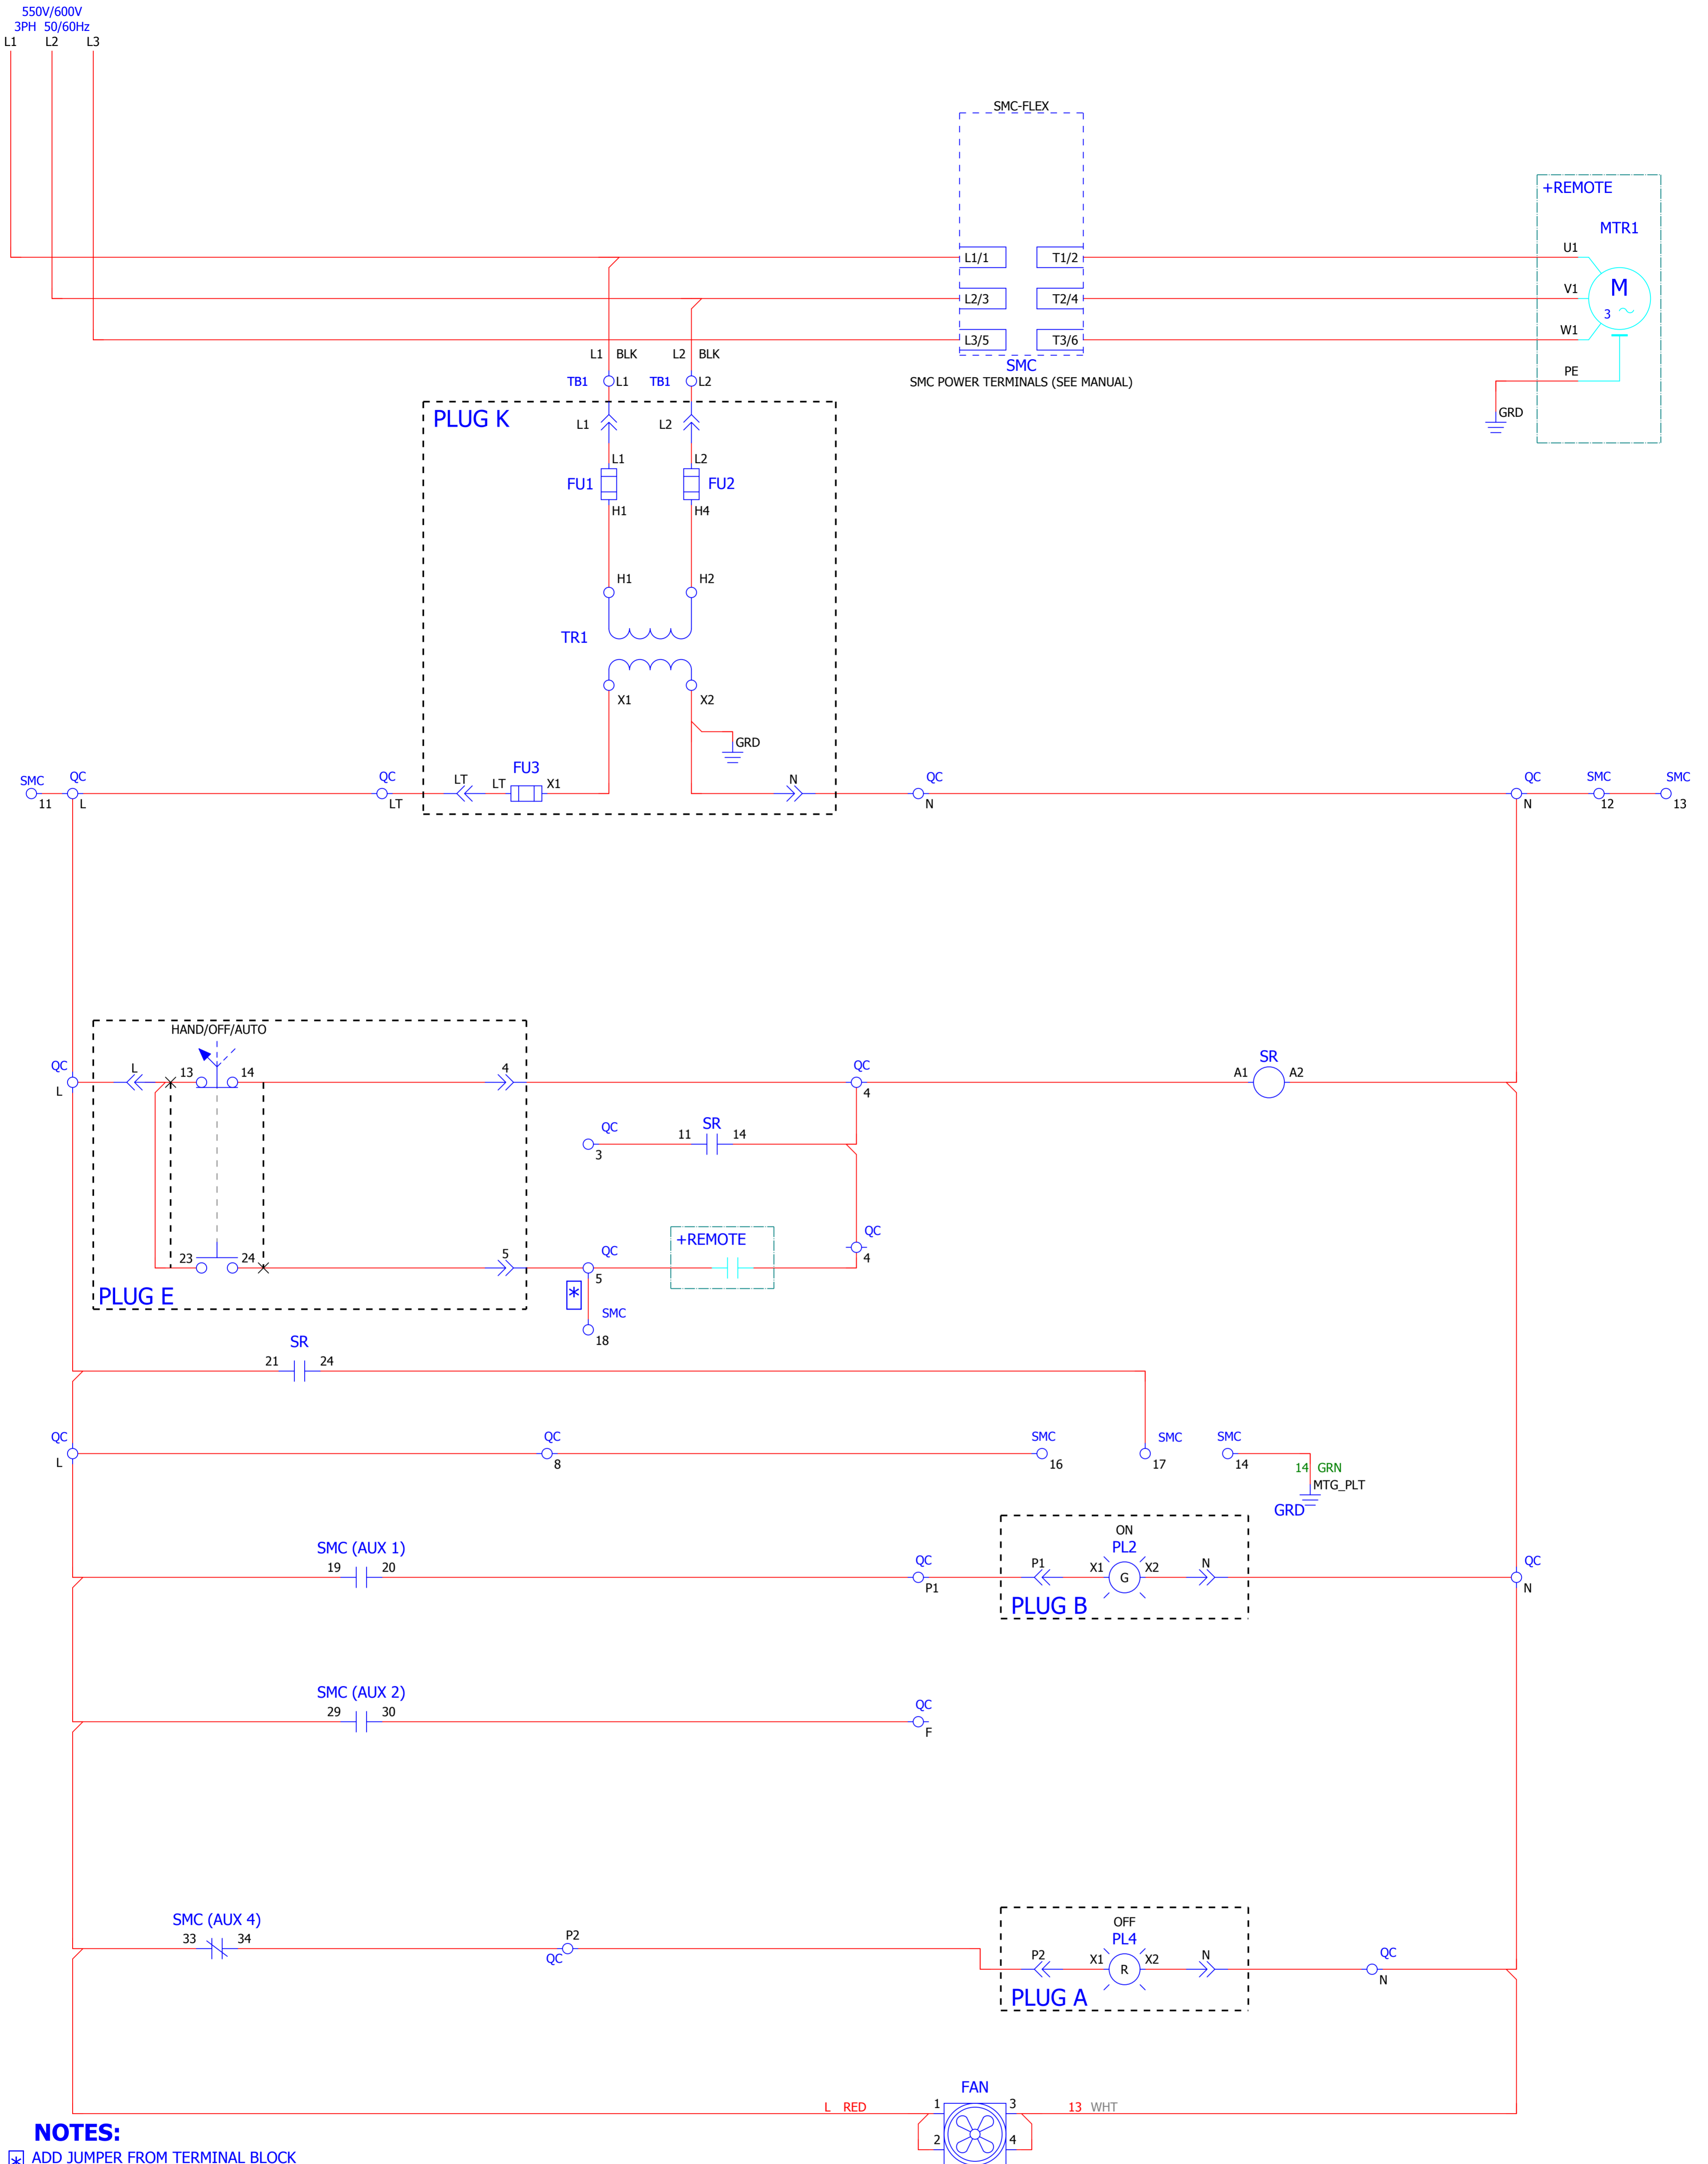 550V/600V
3PH 50/60Hz
L1 L2 L3
SMC-FLEX
+REMOTE
MTR1
L1/1 T1/2 U1
L2/3 T2/4 V1 M
3
L3/5 T3/6 W1
L1 BLK L2 BLK
SMC
SMC POWER TERMINALS (SEE MANUAL)
PE
TB1 L1 TB1 L2
GRD
PLUG K
L1 L2
L1 L2
FU1 FU2
H1 H4
H1 H2
TR1
X1 X2
GRD
SMC QC QC LT LT FU3 X1 N QC QC SMC SMC
11 L LT N N 12 13
HAND/OFF/AUTO
QC L 13 14 4 QC A1 SR A2
L 4
QC 11 SR 14
3
23 24 5 QC +REMOTE QC
5 4
PLUG E
*
SMC
18
SR
21 24
QC QC SMC SMC SMC
L 8 16 17 14
14 GRN
MTG_PLT
GRD
ON
SMC (AUX 1) PL2
19 20 QC P1 X1 G X2 N QC
P1 N
PLUG B
SMC (AUX 2)
29 30 QC
F
OFF
SMC (AUX 4) PL4
33 34 P2 P2 X1 R X2 N QC
QC N
PLUG A
FAN
L RED 1 3 13 WHT
2 4
NOTES:
* ADD JUMPER FROM TERMINAL BLOCK